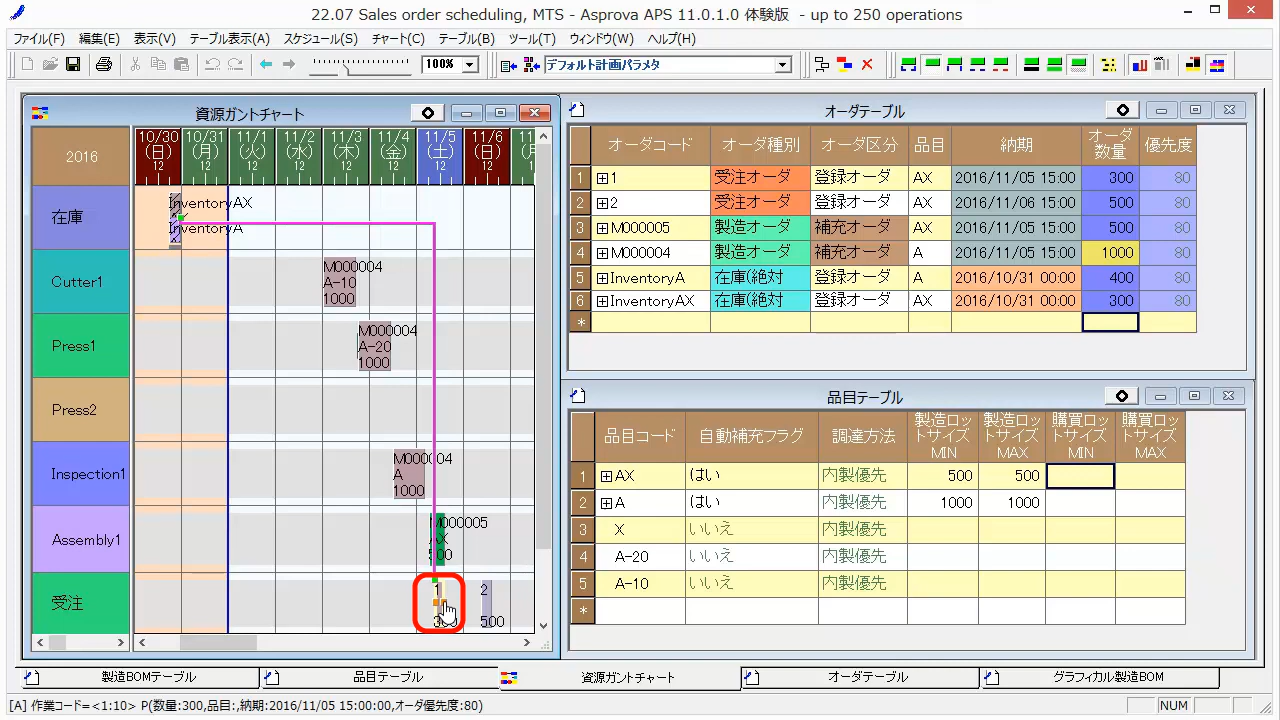 22.07 Sales order scheduling, MTS - Asprova APS 11.0.1.0 体験版 - up to 250 operations
ファイル(F) 編集(E) 表示(V) テーブル表示(A) スケジュール(S) チャート(C) テーブル(B) ツール(T) ウィンドウ(W) ヘルプ(H)
100% デフォルト計画パラメタ
資源ガントチャート
2016
10/30 10/31 11/1 11/2 11/3 11/4 11/5 11/6 11
(日) (月) (火) (水) (木) (金) (土) (日)
12 12 12 12 12 12 12 12
在庫
InventoryAX
InventoryA
Cutter1
M000004
A-10
1000
Press1
M000004
A-20
1000
Press2
Inspection1
M000004
A
1000
Assembly1
M000005
AX
500
受注
1 2
500
オーダテーブル
オーダコード オーダ種別 オーダ区分 品目 納期 オーダ数量 優先度
1 1 受注オーダ 登録オーダ AX 2016/11/05 15:00 300 80
2 2 受注オーダ 登録オーダ AX 2016/11/06 15:00 500 80
3 M000005 製造オーダ 補充オーダ AX 2016/11/05 15:00 500 80
4 M000004 製造オーダ 補充オーダ A 2016/11/05 15:00 1000 80
5 InventoryA 在庫(絶対 登録オーダ A 2016/10/31 00:00 400 80
6 InventoryAX 在庫(絶対 登録オーダ AX 2016/10/31 00:00 300 80
*
品目テーブル
品目コード 自動補充フラグ 調達方法 製造ロットサイズMIN 製造ロットサイズMAX 購買ロットサイズMIN 購買ロットサイズMAX
1 AX はい 内製優先 500 500
2 A はい 内製優先 1000 1000
3 X いいえ 内製優先
4 A-20 いいえ 内製優先
5 A-10 いいえ 内製優先
*
製造BOMテーブル 品目テーブル 資源ガントチャート オーダテーブル グラフィカル製造BOM
[A] 作業コード=<1:10> P(数量:300,品目:,納期:2016/11/05 15:00:00,オーダ優先度:80) NUM